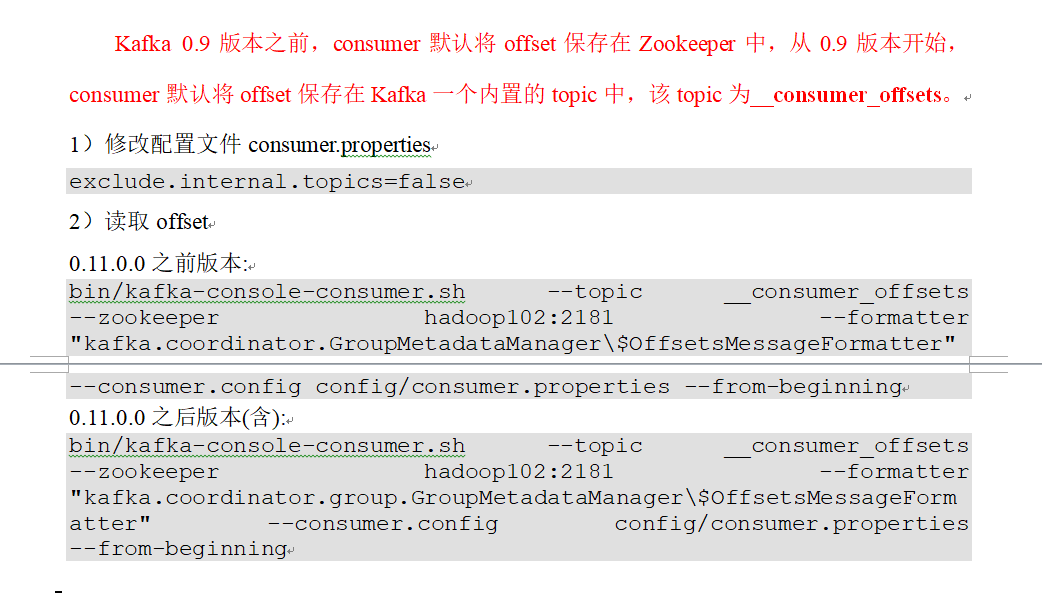 Kafka 0.9 版本之前，consumer 默认将 offset 保存在 Zookeeper 中，从 0.9 版本开始，
consumer 默认将 offset 保存在 Kafka 一个内置的 topic 中，该 topic 为__consumer_offsets。
1）修改配置文件 consumer.properties
exclude.internal.topics=false
2）读取 offset
0.11.0.0 之前版本:
bin/kafka-console-consumer.sh --topic __consumer_offsets
--zookeeper hadoop102:2181 --formatter
"kafka.coordinator.GroupMetadataManager\$OffsetsMessageFormatter"
--consumer.config config/consumer.properties --from-beginning
0.11.0.0 之后版本(含):
bin/kafka-console-consumer.sh --topic __consumer_offsets
--zookeeper hadoop102:2181 --formatter
"kafka.coordinator.group.GroupMetadataManager\$OffsetsMessageForm
atter" --consumer.config config/consumer.properties
--from-beginning